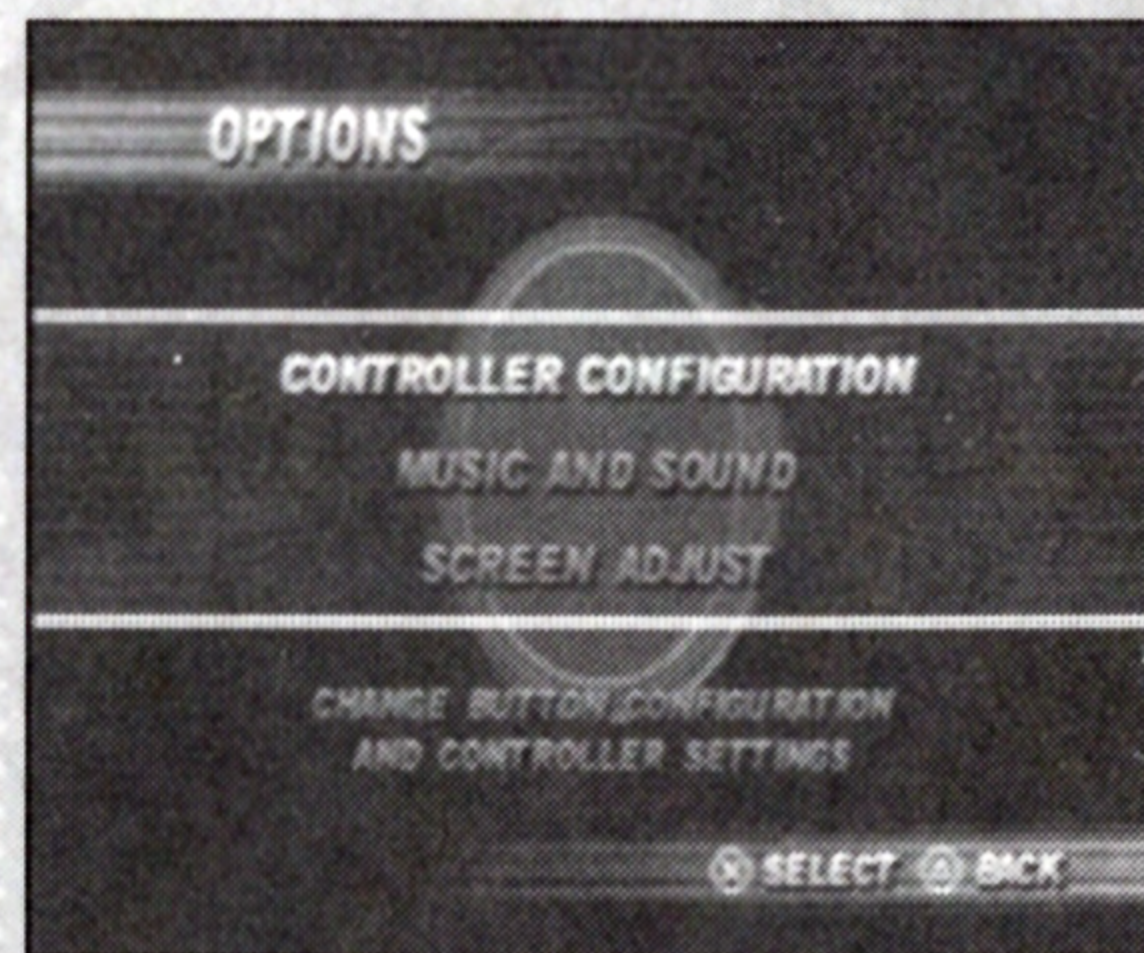 OPTIONS
CONTROLLER CONFIGURATION
MUSIC AND SOUND
SCREEN ADJUST
CHANGE BUTTON CONFIGURATION
AND CONTROLLER SETTINGS
SELECT BACK